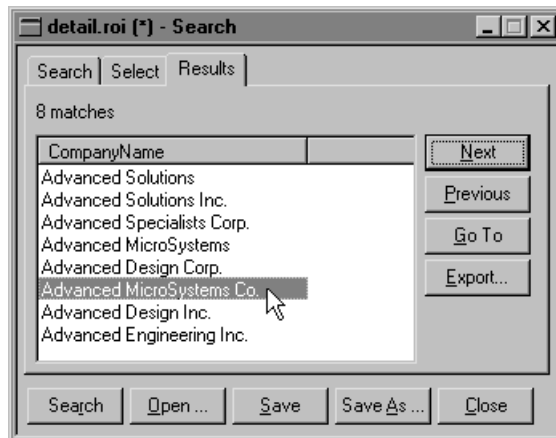 detail.roi (*) - Search
Search Select Results
8 matches
CompanyName
Advanced Solutions
Advanced Solutions Inc.
Advanced Specialists Corp.
Advanced MicroSystems
Advanced Design Corp.
Advanced MicroSystems Co.
Advanced Design Inc.
Advanced Engineering Inc.
Next
Previous
Go To
Export...
Search Open ... Save Save As ... Close